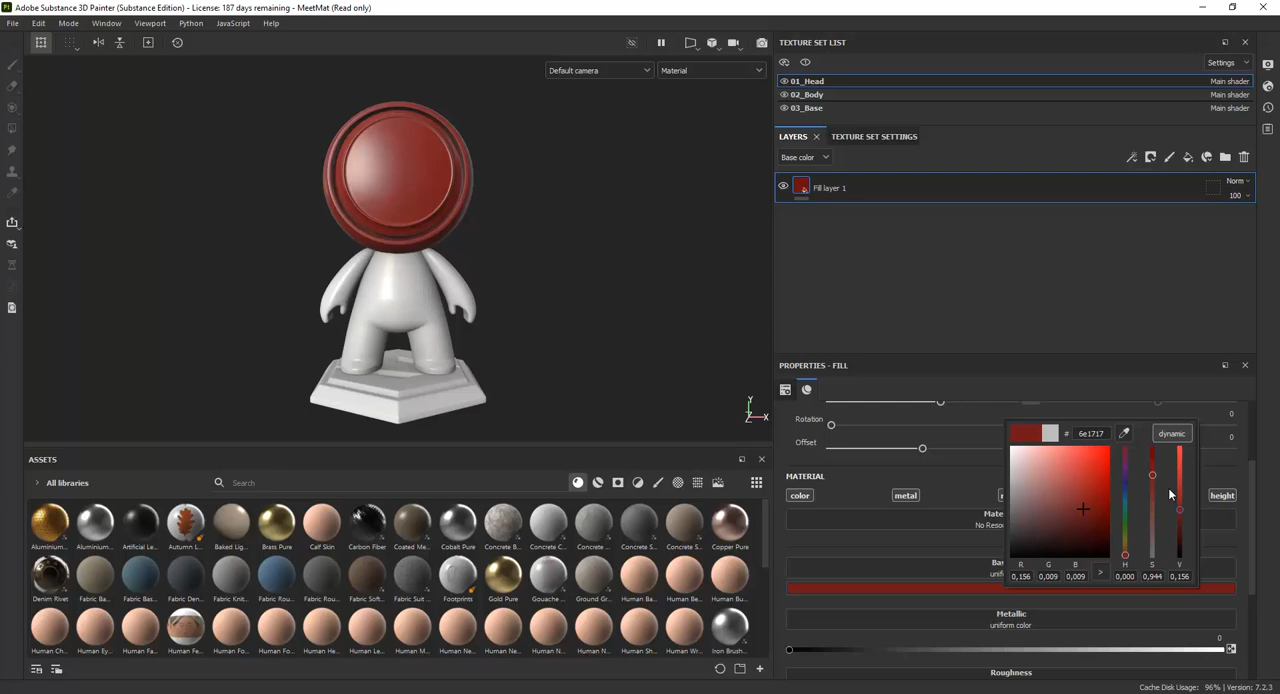 Adobe Substance 3D Painter (Substance Edition) - License: 187 days remaining - MeetMat (Read only)
File Edit Mode Window Viewport Python JavaScript Help
Default camera Material
TEXTURE SET LIST
Settings
01_Head Main shader
02_Body Main shader
03_Base Main shader
LAYERS TEXTURE SET SETTINGS
Base color
Fill layer 1 Norm
100
PROPERTIES - FILL
Rotation 0
Offset 0
# 6e1717 dynamic
MATERIAL
color metal height
R G B H S V
0,156 0,009 0,009 > 0,000 0,944 0,156
Metallic
uniform color
0
Roughness
Y
X
ASSETS
All libraries Search
Aluminium... Aluminium... Artificial Le... Autumn L... Baked Lig... Brass Pure Calf Skin Carbon Fiber Coated Me... Cobalt Pure Concrete B... Concrete C... Concrete ... Concrete S... Concrete S... Copper Pure
Denim Rivet Fabric Ba... Fabric Bas... Fabric Den... Fabric Knit... Fabric Rou... Fabric Rou... Fabric Soft... Fabric Suit ... Footprints Gold Pure Gouache ... Ground Gr... Human Ba... Human Be... Human Bu...
Human Ch... Human Ey... Human Fa... Human Fe... Human Fo... Human Fo... Human He... Human Le... Human M... Human Ne... Human Ne... Human No... Human Sh... Human Wr... Iron Brush...
Cache Disk Usage: 96% | Version: 7.2.3